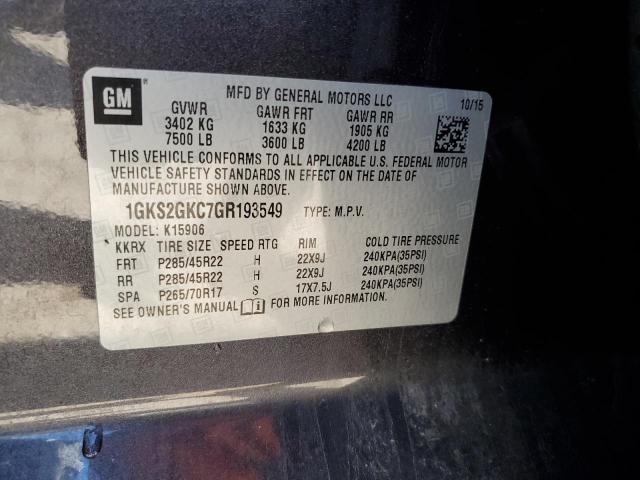 GM
MFD BY GENERAL MOTORS LLC 10/15
GVWR GAWR FRT GAWR RR
3402 KG 1633 KG 1905 KG
7500 LB 3600 LB 4200 LB
THIS VEHICLE CONFORMS TO ALL APPLICABLE U.S. FEDERAL MOTOR
VEHICLE SAFETY STANDARDS IN EFFECT ON THE DATE OF
MANUFACTURE SHOWN ABOVE.
1GKS2GKC7GR193549 TYPE: M.P.V.
MODEL: K15906
KKRX TIRE SIZE SPEED RTG RIM COLD TIRE PRESSURE
FRT P285/45R22 H 22X9J 240KPA(35PSI)
RR P285/45R22 H 22X9J 240KPA(35PSI)
SPA P265/70R17 S 17X7.5J 240KPA(35PSI)
SEE OWNER'S MANUAL FOR MORE INFORMATION.